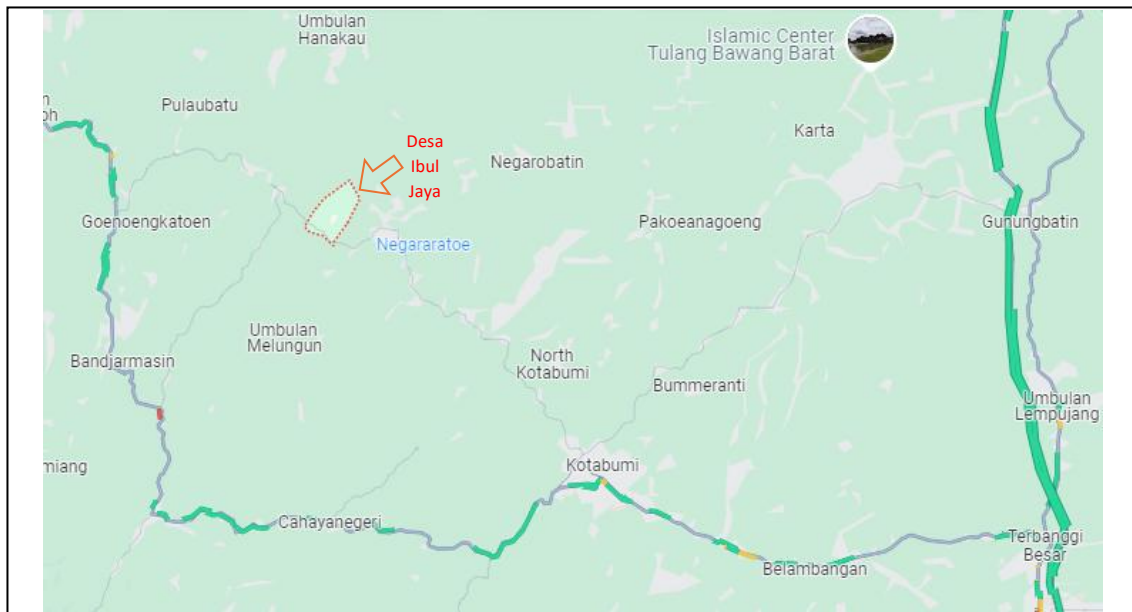 Umbulan
Hanakau
Islamic Center
Tulang Bawang Barat
n
oh
Pulaubatu
Karta
Desa
Ibul
Jaya
Negarobatin
Goenoengkatoen
Pakoeanagoeng
Gunungbatin
Negararatoe
Umbulan
Melungun
Bandjarmasin
North
Kotabumi
Bummeranti
Umbulan
Lempujang
miang
Kotabumi
Cahayanegeri
Terbanggi
Besar
Belambangan